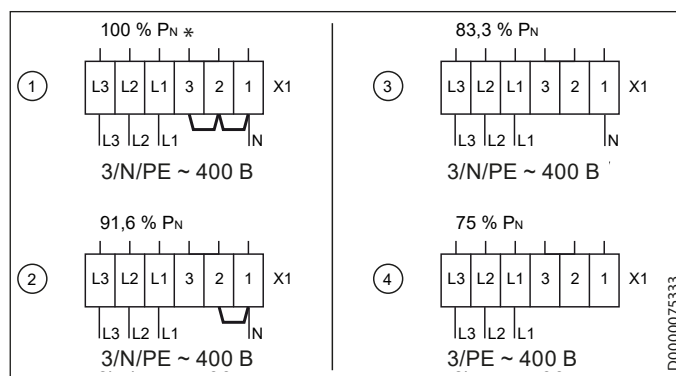 100 % PN *
1
L3 L2 L1 3 2 1 X1
L3 L2 L1 N
3/N/PE ~ 400 В
91,6 % PN
2
L3 L2 L1 3 2 1 X1
L3 L2 L1 N
3/N/PE ~ 400 В
83,3 % PN
3
L3 L2 L1 3 2 1 X1
L3 L2 L1 N
3/N/PE ~ 400 В
75 % PN
4
L3 L2 L1 3 2 1 X1
L3 L2 L1
3/PE ~ 400 В
D0000075333